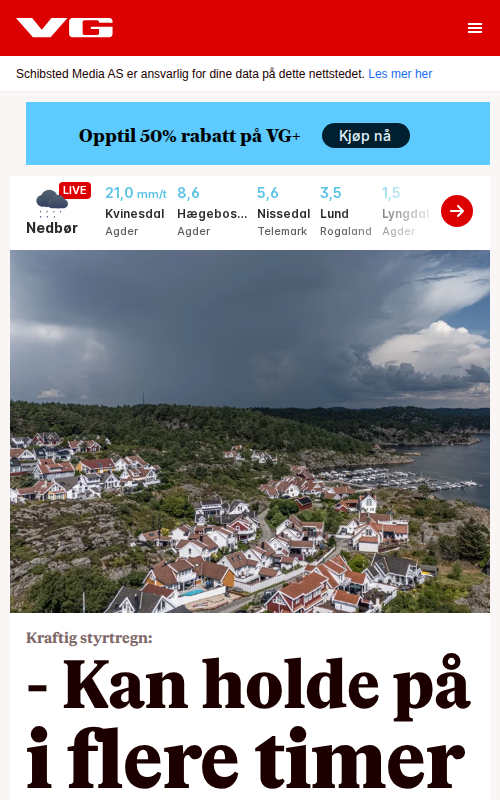 VG
Schibsted Media AS er ansvarlig for dine data på dette nettstedet. Les mer her
Opptil 50% rabatt på VG+ Kjøp nå
LIVE
Nedbør
21,0 mm/t 8,6 5,6 3,5 1,5
Kvinesdal Hægebos... Nissedal Lund Lyngdal
Agder Agder Telemark Rogaland Agder
Kraftig styrtregn:
- Kan holde på
i flere timer